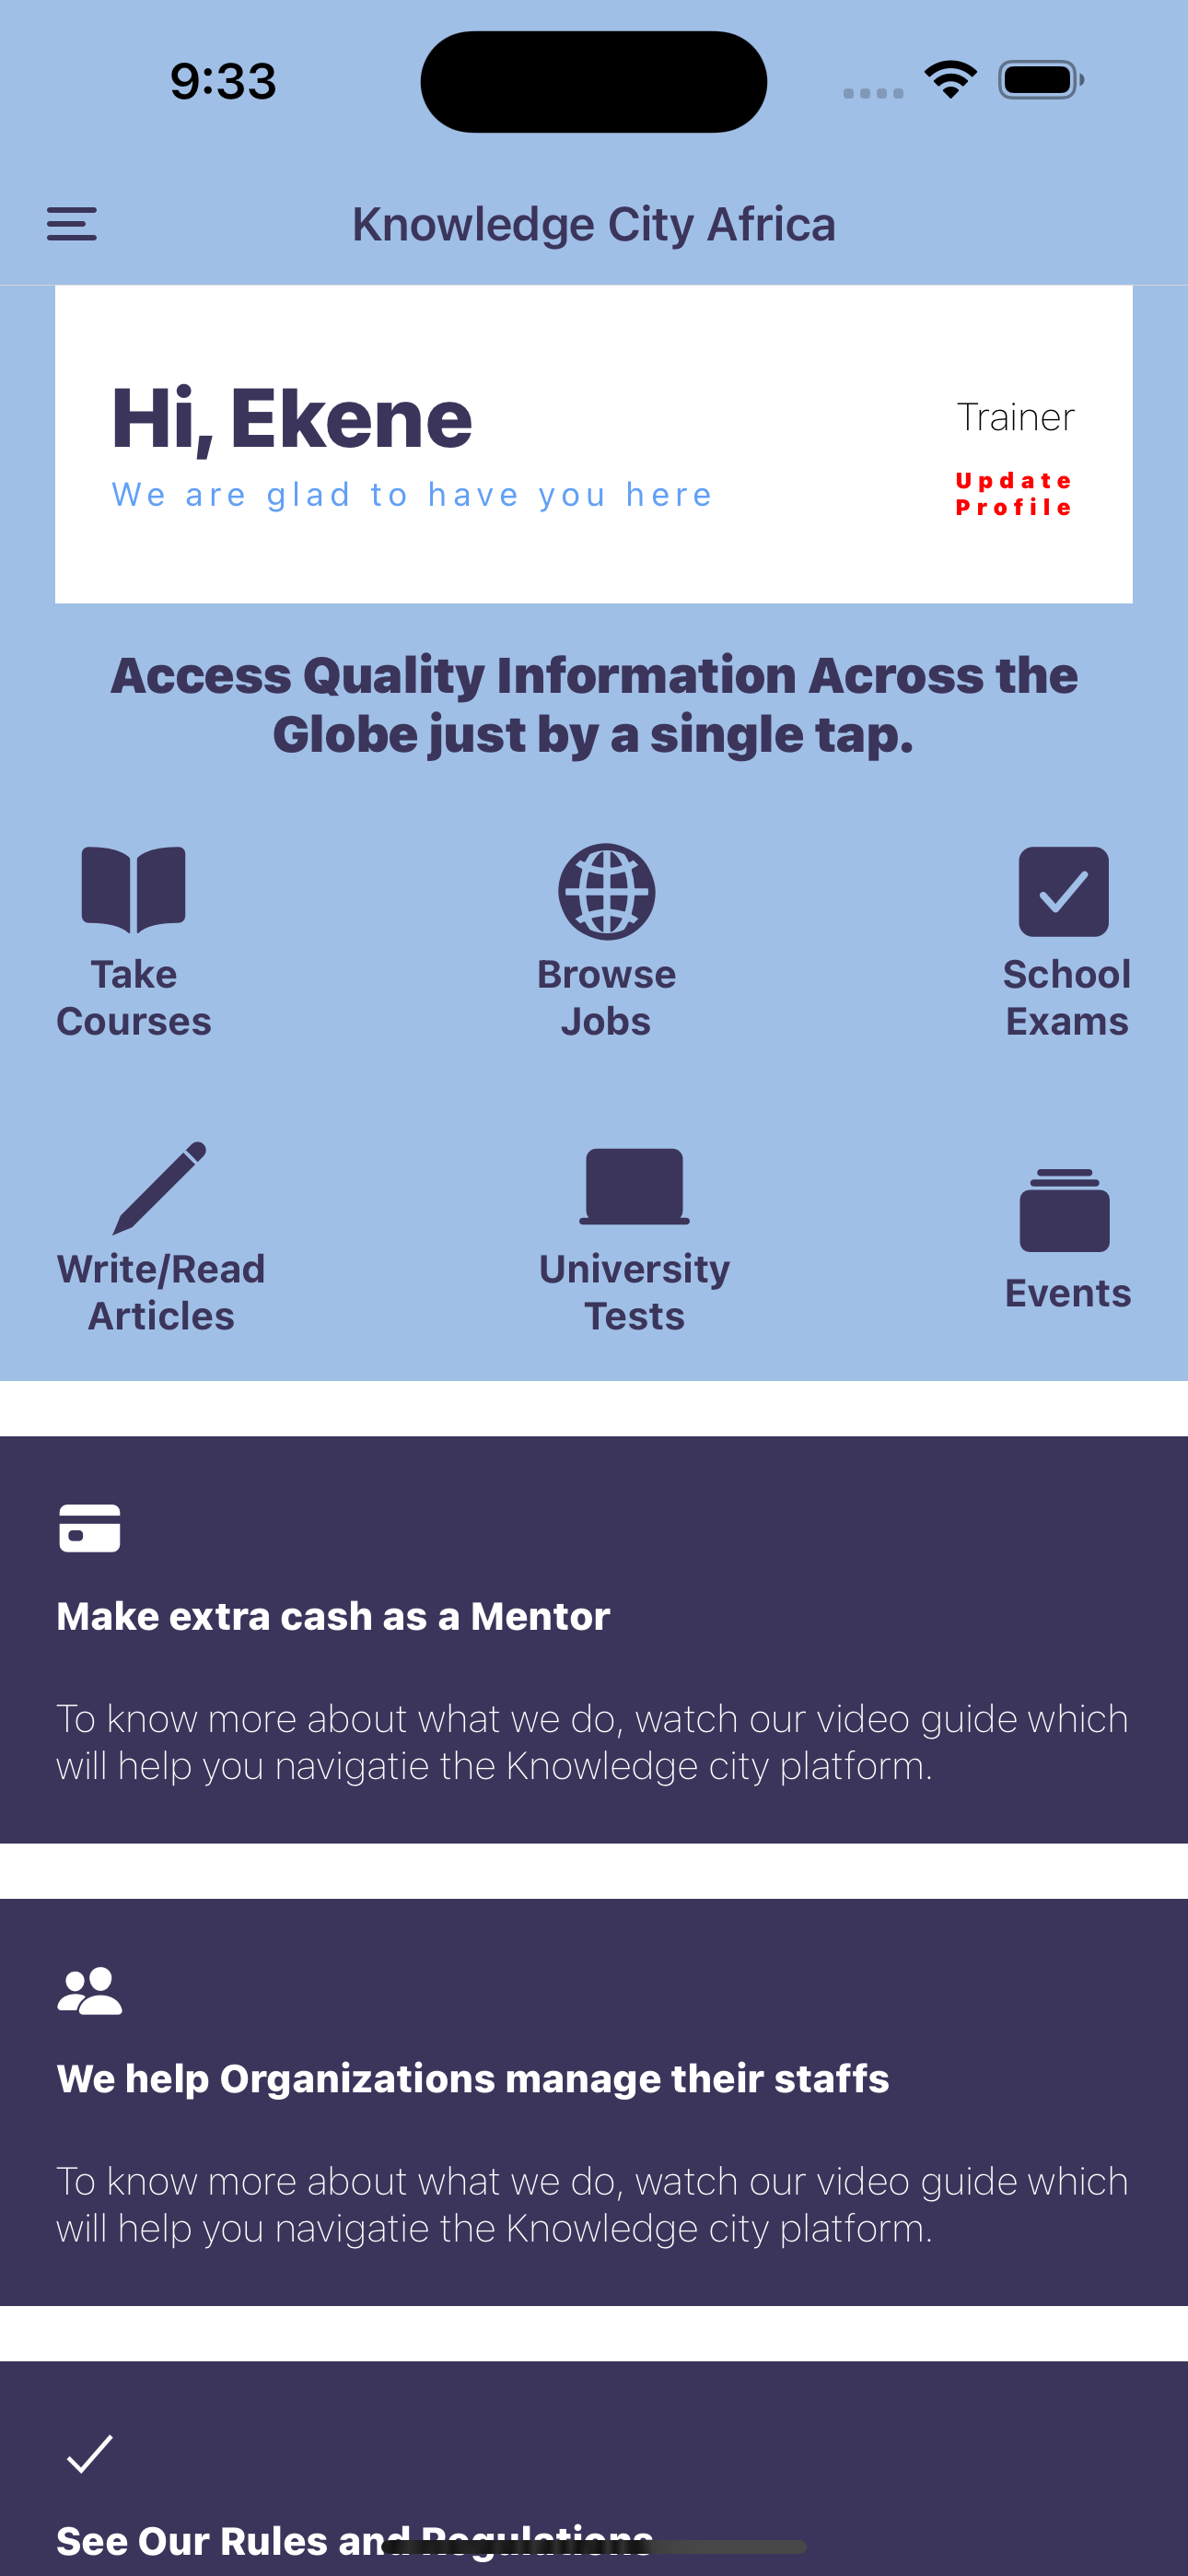 9:33
Knowledge City Africa
Hi, Ekene
We are glad to have you here
Trainer
Update
Profile
Access Quality Information Across the
Globe just by a single tap.
Take
Courses
Browse
Jobs
School
Exams
Write/Read
Articles
University
Tests
Events
Make extra cash as a Mentor
To know more about what we do, watch our video guide which
will help you navigatie the Knowledge city platform.
We help Organizations manage their staffs
To know more about what we do, watch our video guide which
will help you navigatie the Knowledge city platform.
See Our Rules and Regulations